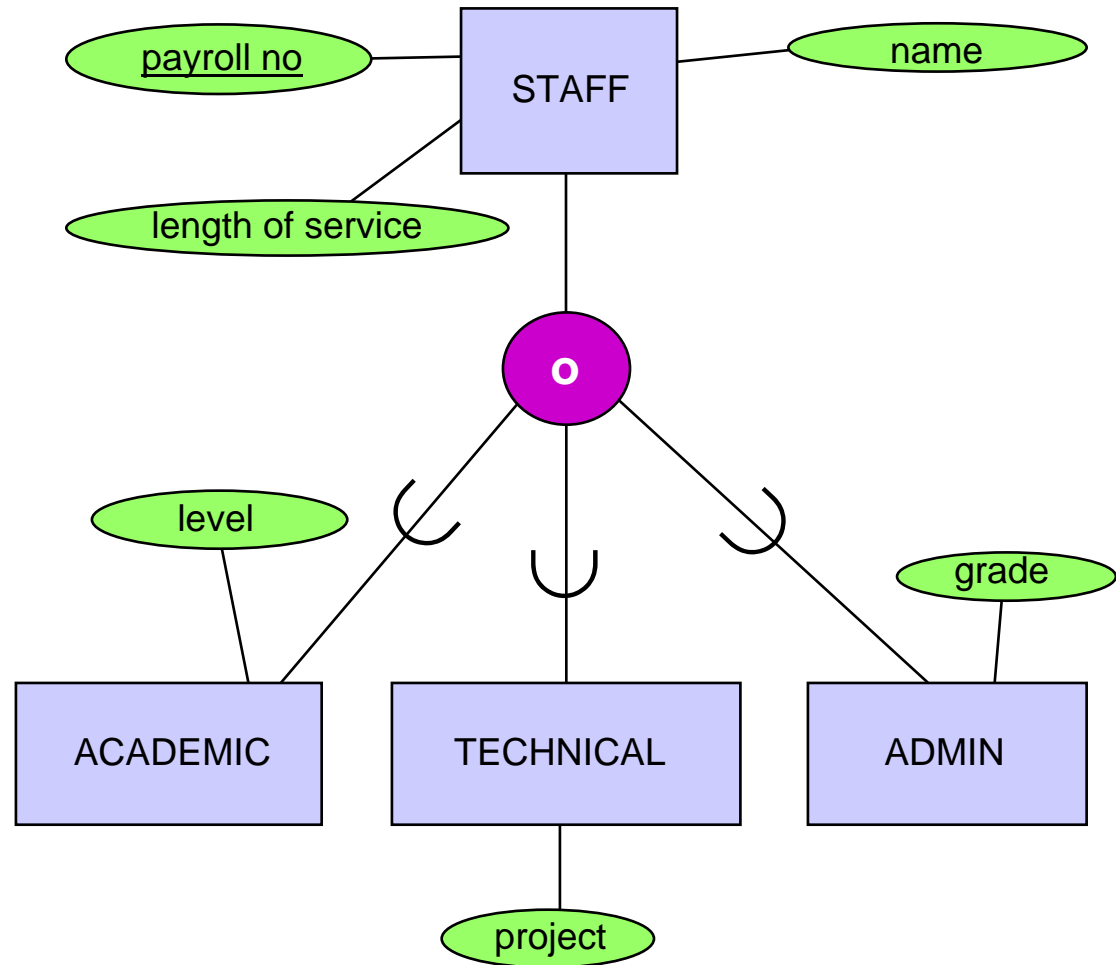 payroll no
STAFF
name
length of service
o
level
grade
ACADEMIC
TECHNICAL
ADMIN
project